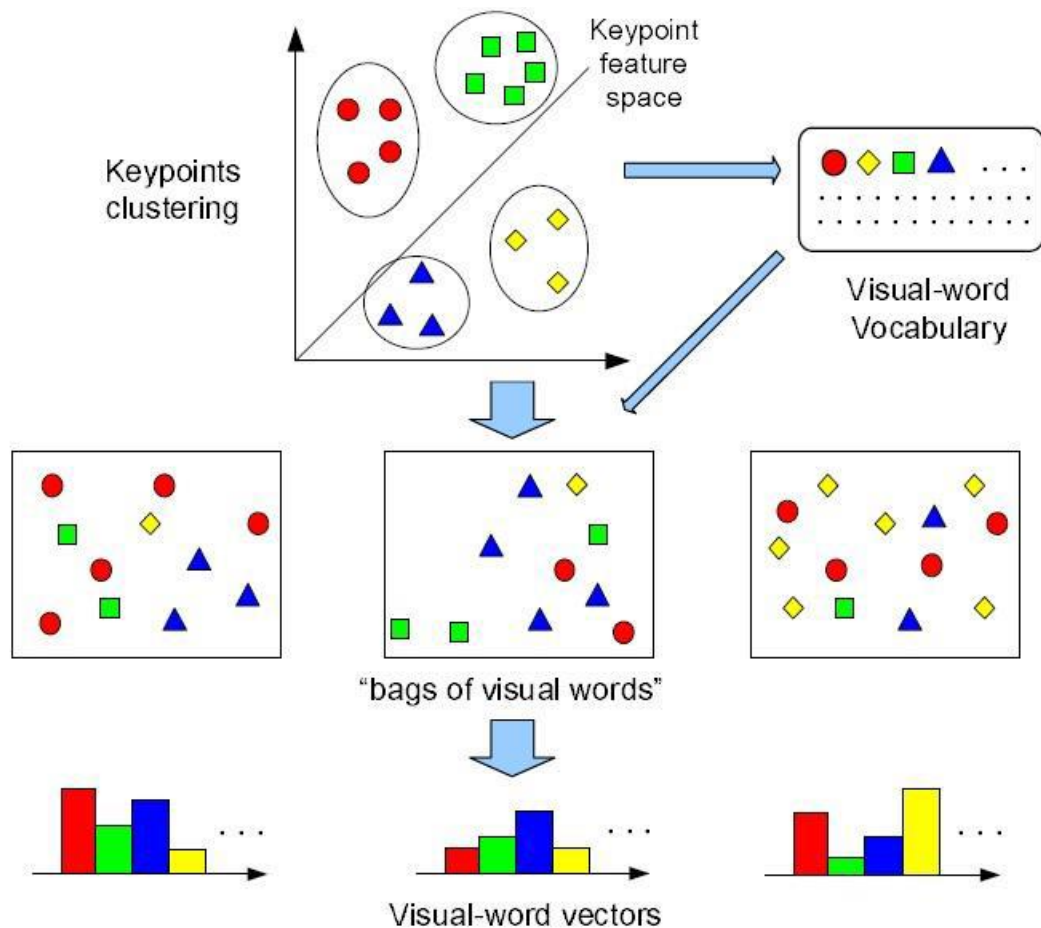 Keypoint
feature
space
Keypoints
clustering
. . .
Visual-word
Vocabulary
“bags of visual words”
. . .
. . .
. . .
Visual-word vectors